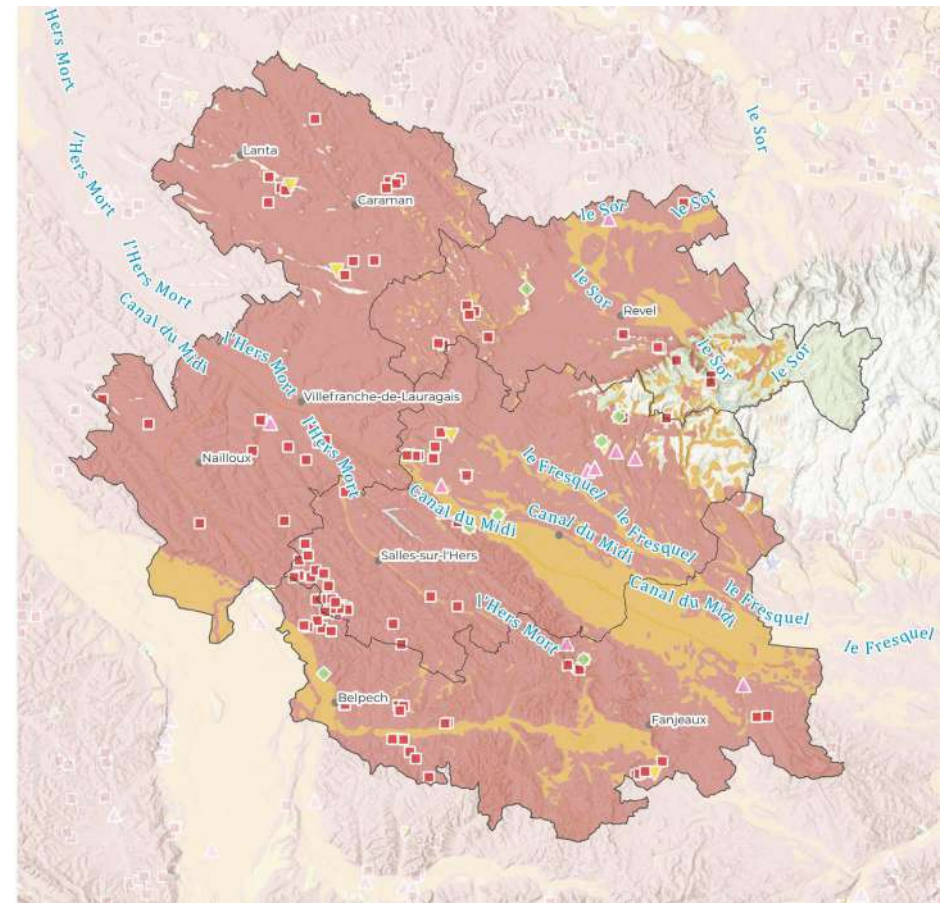 l'Hers Mort
l'Hers Mort
le Sor
Lanta
Caraman
le Sor
le Sor
l'Hers Mort
Canal du Midi
le Sor
Revel
l'Hers Mort
le Sor
le Sor
Villefranche-de-Lauragais
l'Hers Mort
Nailloux
le Fresquel
Canal du Midi
Canal du Midi
le Fresquel
Salles-sur-l'Hers
Canal du Midi
le Fresquel
l'Hers Mort
le Fresquel
Belpech
Fanjeaux